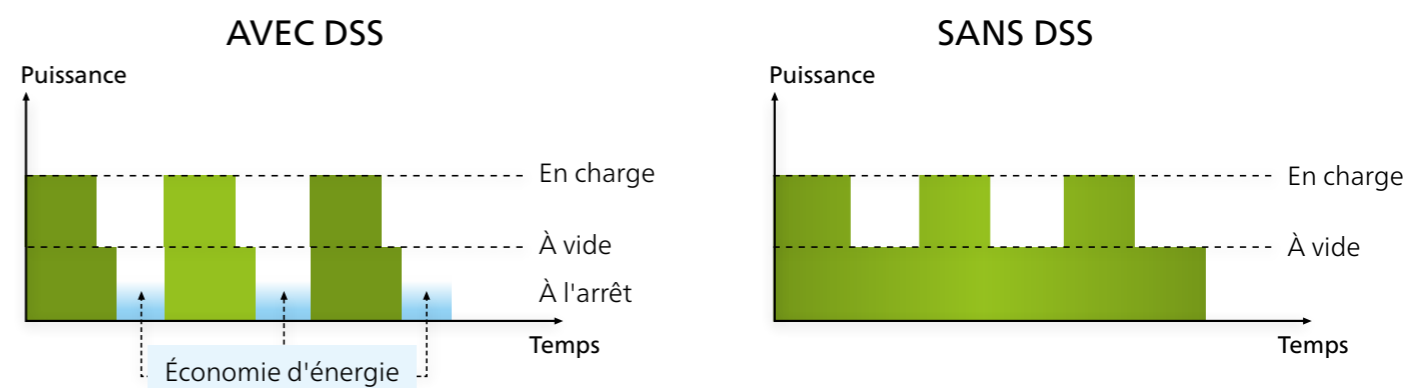 AVEC DSS
Puissance
En charge
À vide
À l'arrêt
Temps
Économie d'énergie
SANS DSS
Puissance
En charge
À vide
Temps